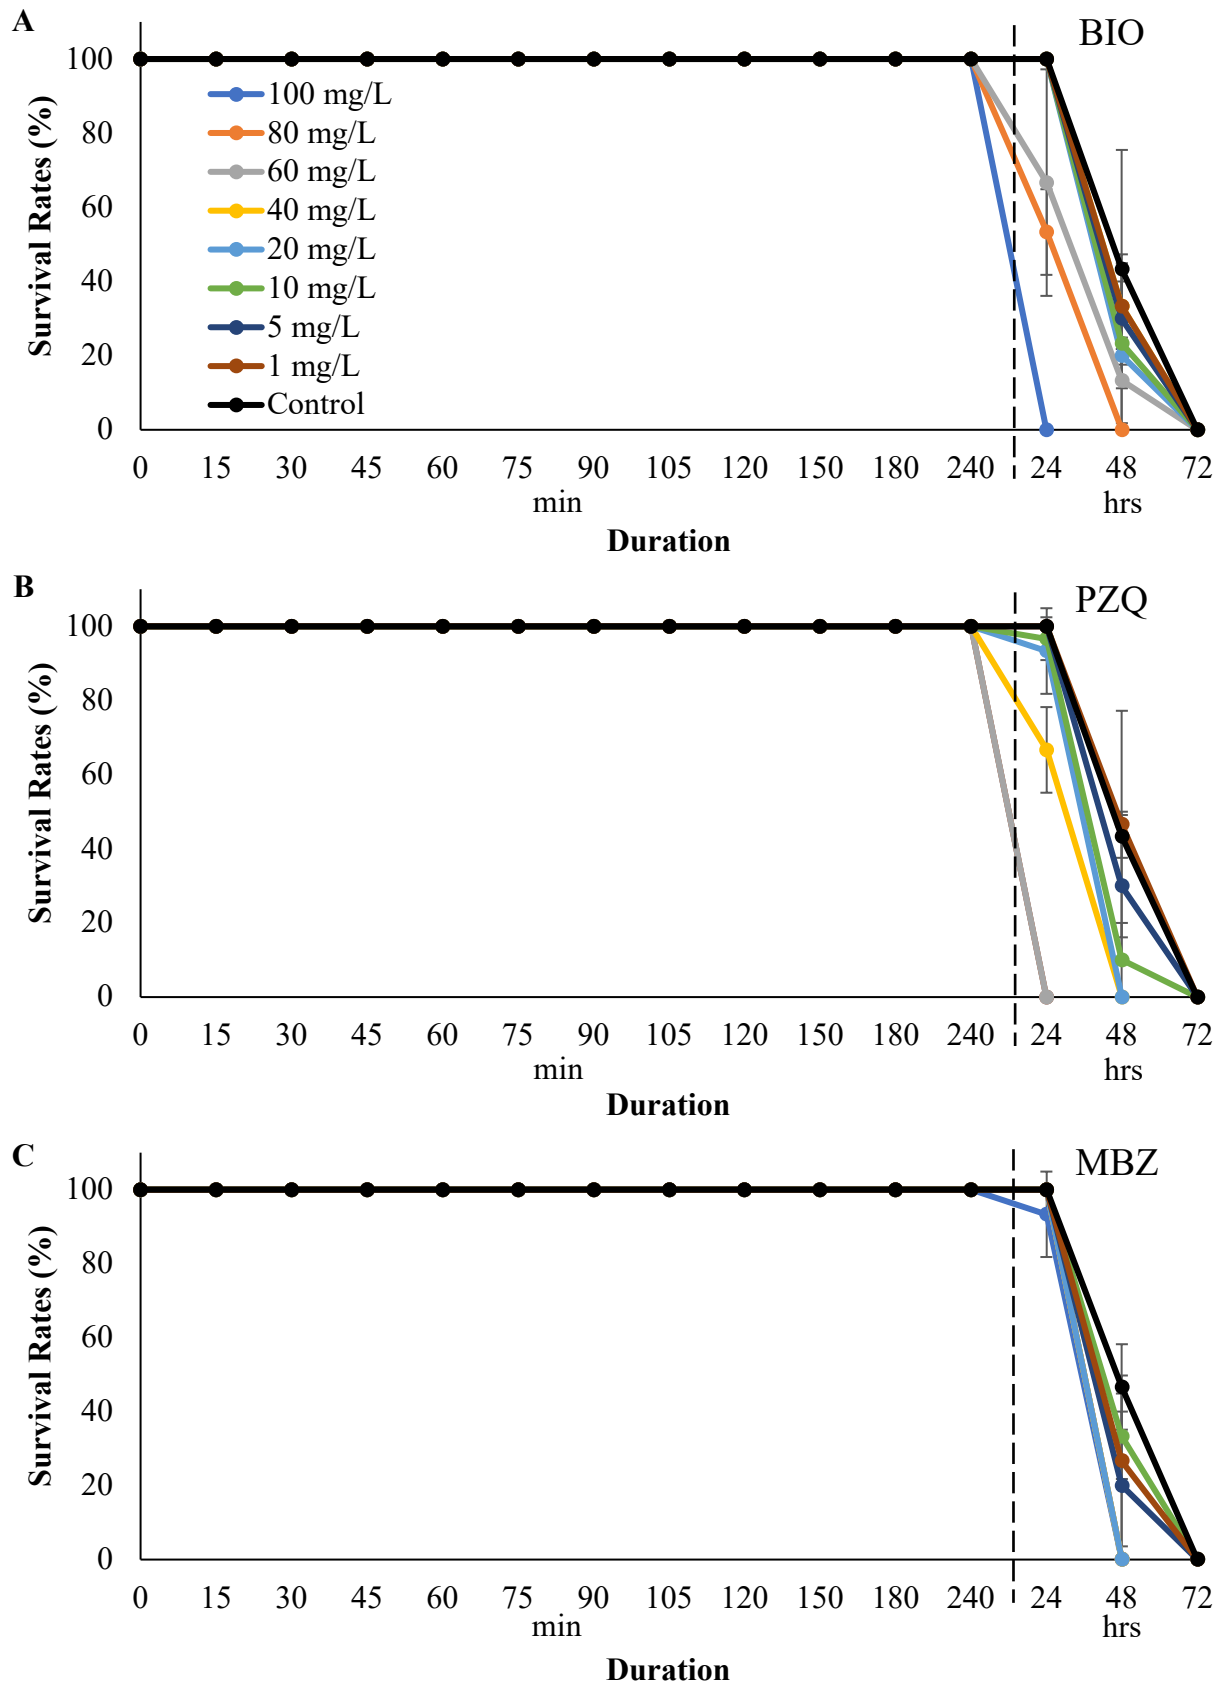 A
BIO
Survival Rates (%)
100
80
60
40
20
0
100 mg/L
80 mg/L
60 mg/L
40 mg/L
20 mg/L
10 mg/L
5 mg/L
1 mg/L
Control
0 15 30 45 60 75 90 105 120 150 180 240 24 48 72
min hrs
Duration
B
PZQ
Survival Rates (%)
100
80
60
40
20
0
0 15 30 45 60 75 90 105 120 150 180 240 24 48 72
min hrs
Duration
C
MBZ
Survival Rates (%)
100
80
60
40
20
0
0 15 30 45 60 75 90 105 120 150 180 240 24 48 72
min hrs
Duration